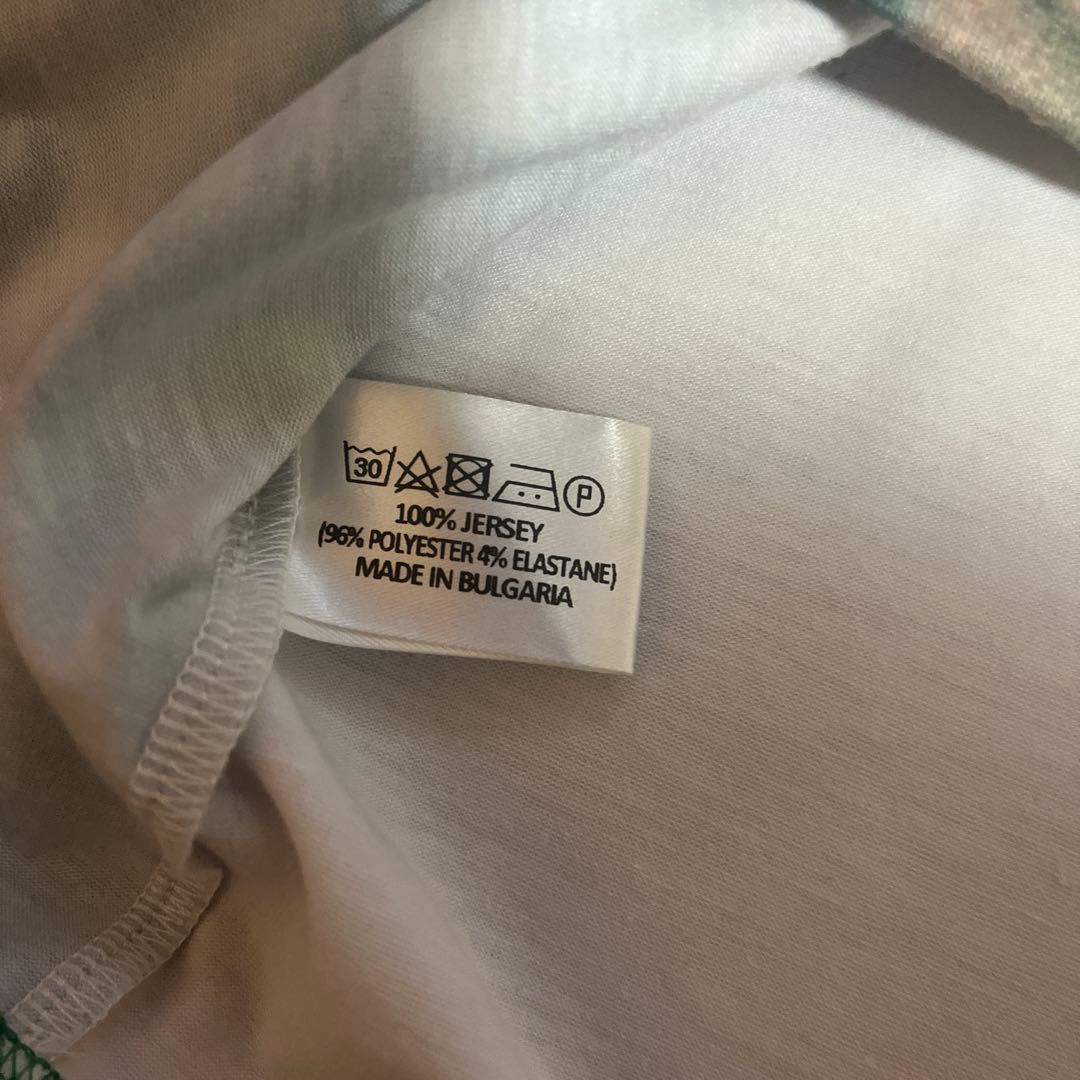 30 P
100% JERSEY
(96% POLYESTER 4% ELASTANE)
MADE IN BULGARIA